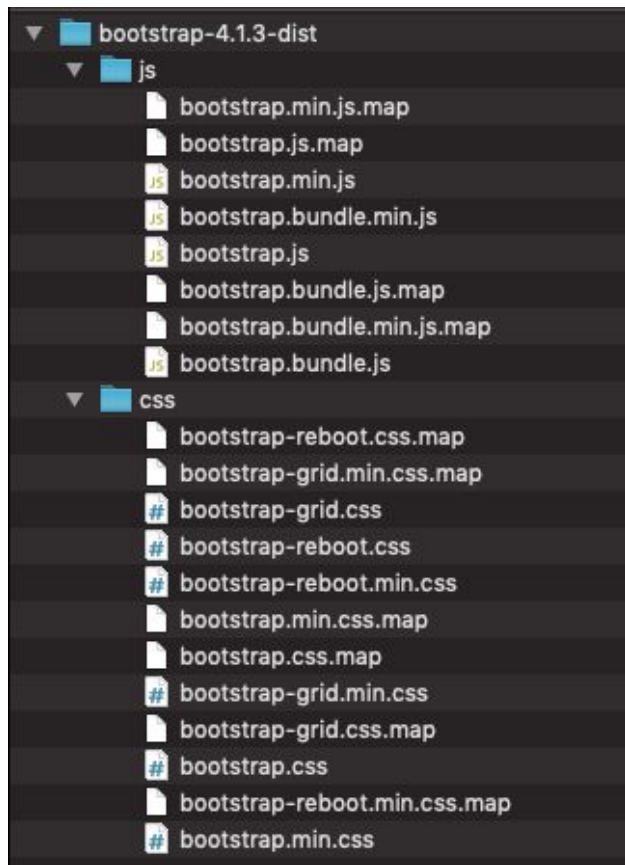 bootstrap-4.1.3-dist
js
bootstrap.min.js.map
bootstrap.js.map
bootstrap.min.js
bootstrap.bundle.min.js
bootstrap.js
bootstrap.bundle.js.map
bootstrap.bundle.min.js.map
bootstrap.bundle.js
css
bootstrap-reboot.css.map
bootstrap-grid.min.css.map
bootstrap-grid.css
bootstrap-reboot.css
bootstrap-reboot.min.css
bootstrap.min.css.map
bootstrap.css.map
bootstrap-grid.min.css
bootstrap-grid.css.map
bootstrap.css
bootstrap-reboot.min.css.map
bootstrap.min.css